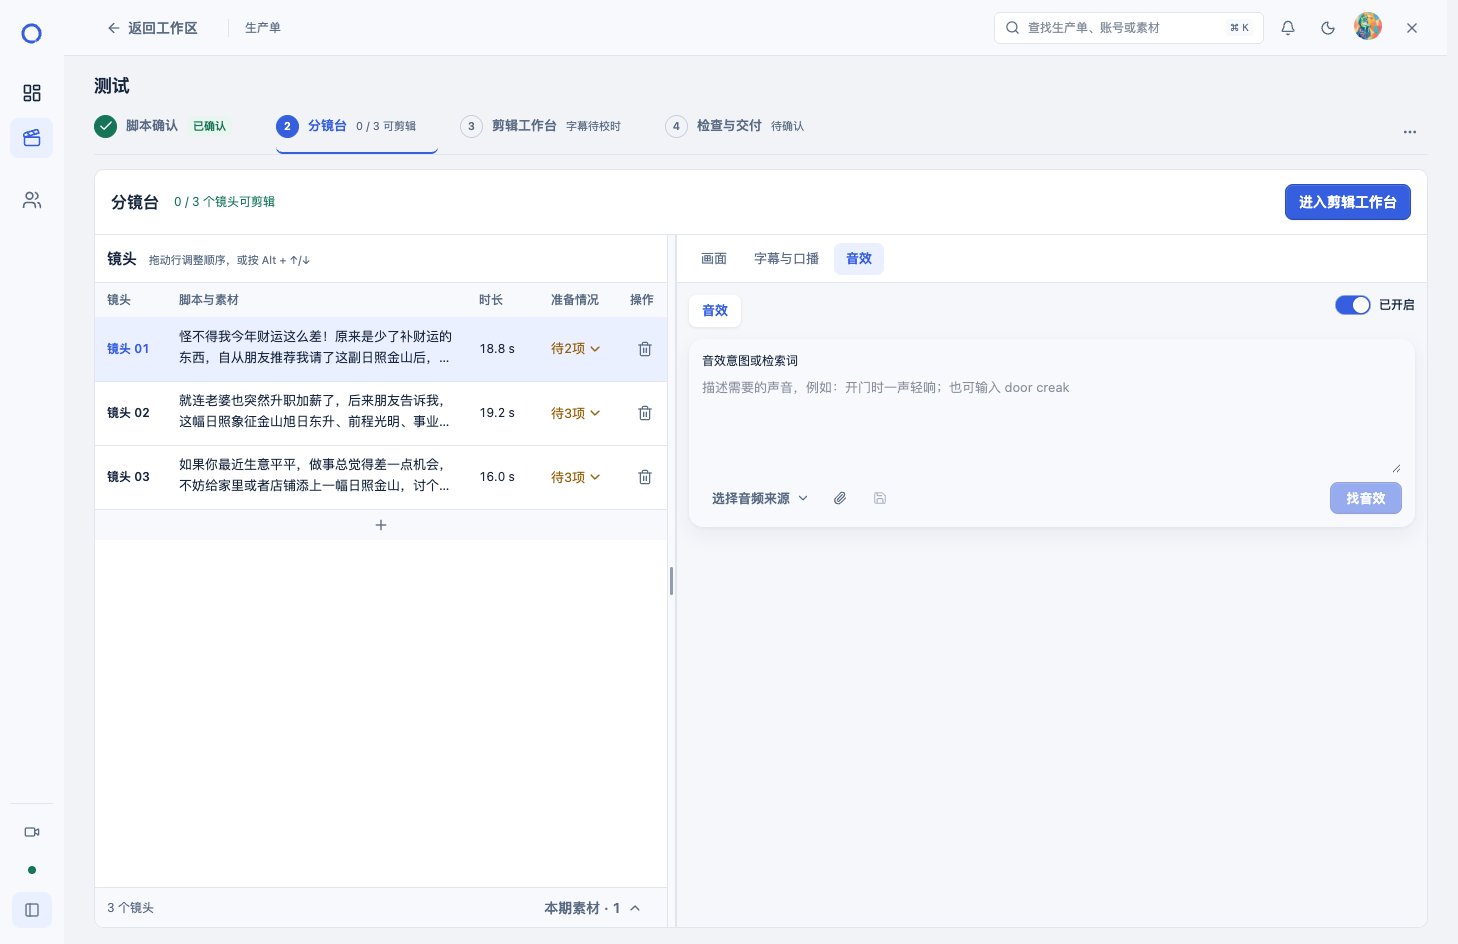 返回工作区
生产单
查找生产单、账号或素材
⌘ K
测试
脚本确认 已确认
2 分镜台 0 / 3 可剪辑
3 剪辑工作台 字幕待校时
4 检查与交付 待确认
分镜台 0 / 3 个镜头可剪辑
进入剪辑工作台
镜头 拖动行调整顺序，或按 Alt + ↑/↓
镜头 脚本与素材 时长 准备情况 操作
镜头 01
怪不得我今年财运这么差！原来是少了补财运的
东西，自从朋友推荐我请了这副日照金山后，...
18.8 s
待2项
镜头 02
就连老婆也突然升职加薪了，后来朋友告诉我，
这幅日照象征金山旭日东升、前程光明、事业...
19.2 s
待3项
镜头 03
如果你最近生意平平，做事总觉得差一点机会，
不妨给家里或者店铺添上一幅日照金山，讨个...
16.0 s
待3项
3 个镜头
本期素材 · 1
画面 字幕与口播 音效
音效
已开启
音效意图或检索词
描述需要的声音，例如：开门时一声轻响；也可输入 door creak
选择音频来源
找音效